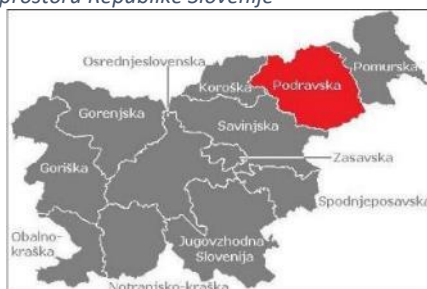 prostora Republike Slovenije
Osrednjeslovenska
Pomurska
Koroška
Podravska
Gorenjska
Savinjska
Goriška
Zasavska
Spodnjeposavska
Obalno-
kraška
Jugovzhodna
Slovenija
Notranjsko-kraška